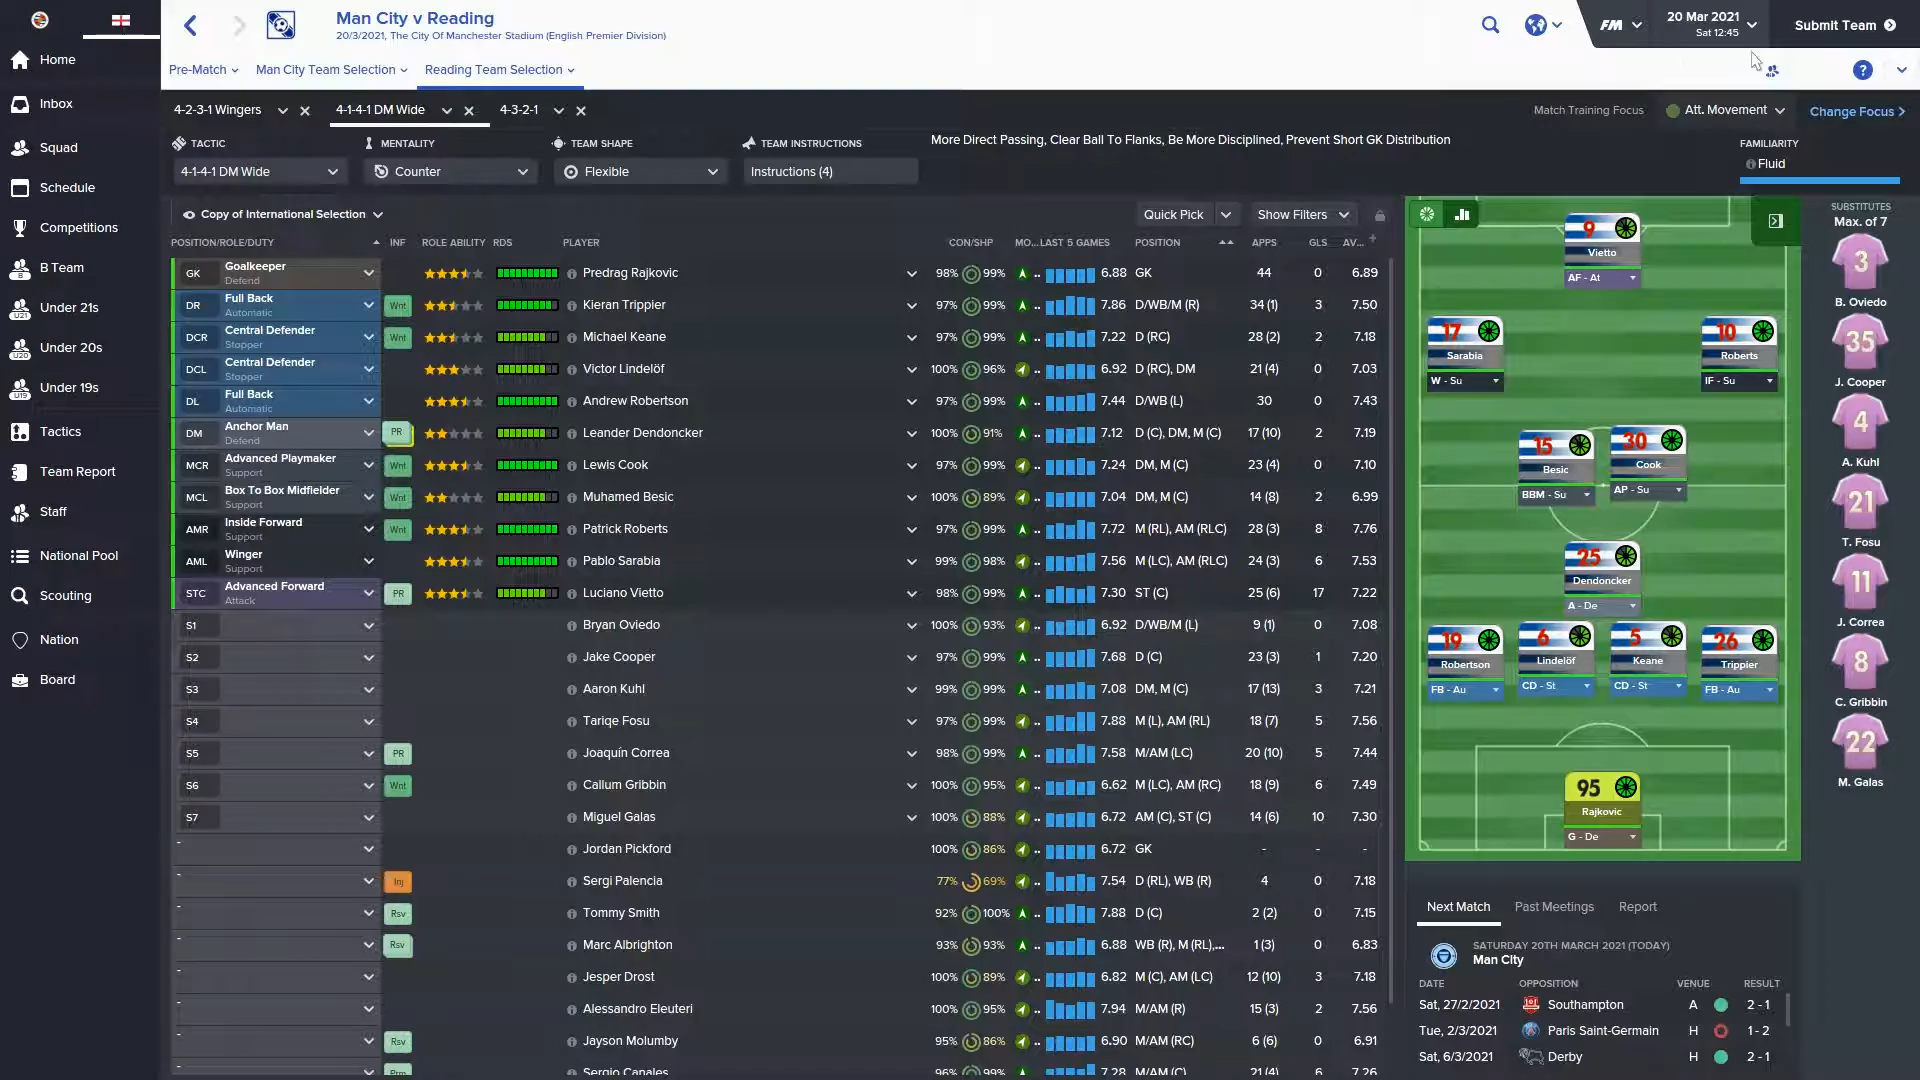 Man City v Reading
20/3/2021, The City Of Manchester Stadium (English Premier Division)
FM
20 Mar 2021
Sat 12:45
Submit Team
Pre-Match
Man City Team Selection
Reading Team Selection
?
Home
Inbox
Squad
Schedule
Competitions
B Team
Under 21s
Under 20s
Under 19s
Tactics
Team Report
Staff
National Pool
Scouting
Nation
Board
4-2-3-1 Wingers
4-1-4-1 DM Wide
4-3-2-1
Match Training Focus
Att. Movement
Change Focus >
TACTIC
MENTALITY
TEAM SHAPE
TEAM INSTRUCTIONS
More Direct Passing, Clear Ball To Flanks, Be More Disciplined, Prevent Short GK Distribution
FAMILIARITY
4-1-4-1 DM Wide
Counter
Flexible
Instructions (4)
Fluid
Copy of International Selection
Quick Pick
Show Filters
POSITION/ROLE/DUTY INF ROLE ABILITY RDS PLAYER CON/SHP MO... LAST 5 GAMES POSITION APPS GLS AV...
GK Goalkeeper Defend Predrag Rajkovic 98% 99% .. 6.88 GK 44 0 6.89
DR Full Back Automatic Wnt Kieran Trippier 97% 99% .. 7.86 D/WB/M (R) 34 (1) 3 7.50
DCR Central Defender Stopper Wnt Michael Keane 97% 99% .. 7.22 D (RC) 28 (2) 2 7.18
DCL Central Defender Stopper Victor Lindelöf 100% 96% .. 6.92 D (RC), DM 21 (4) 0 7.03
DL Full Back Automatic Andrew Robertson 97% 99% .. 7.44 D/WB (L) 30 0 7.43
DM Anchor Man Defend PR Leander Dendoncker 100% 91% .. 7.12 D (C), DM, M (C) 17 (10) 2 7.19
MCR Advanced Playmaker Support Wnt Lewis Cook 97% 99% .. 7.24 DM, M (C) 23 (4) 0 7.10
MCL Box To Box Midfielder Support Wnt Muhamed Besic 100% 89% .. 7.04 DM, M (C) 14 (8) 2 6.99
AMR Inside Forward Support Wnt Patrick Roberts 97% 99% .. 7.72 M (RL), AM (RLC) 28 (3) 8 7.76
AML Winger Support Pablo Sarabia 99% 98% .. 7.56 M (LC), AM (RLC) 24 (3) 6 7.53
STC Advanced Forward Attack PR Luciano Vietto 98% 99% .. 7.30 ST (C) 25 (6) 17 7.22
S1 Bryan Oviedo 100% 93% .. 6.92 D/WB/M (L) 9 (1) 0 7.08
S2 Jake Cooper 97% 99% .. 7.68 D (C) 23 (3) 1 7.20
S3 Aaron Kuhl 99% 99% .. 7.08 DM, M (C) 17 (13) 3 7.21
S4 Tariqe Fosu 97% 99% .. 7.88 M (L), AM (RL) 18 (7) 5 7.56
S5 PR Joaquín Correa 98% 99% .. 7.58 M/AM (LC) 20 (10) 5 7.44
S6 Wnt Callum Gribbin 100% 95% .. 6.62 M (LC), AM (RC) 18 (9) 6 7.49
S7 Miguel Galas 100% 88% .. 6.72 AM (C), ST (C) 14 (6) 10 7.30
- Jordan Pickford 100% 86% .. 6.72 GK - - -
- Inj Sergi Palencia 77% 69% .. 7.54 D (RL), WB (R) 4 0 7.18
- Rsv Tommy Smith 92% 100% .. 7.88 D (C) 2 (2) 0 7.15
- Rsv Marc Albrighton 93% 93% .. 6.88 WB (R), M (RL),... 1 (3) 0 6.83
- Jesper Drost 100% 89% .. 6.82 M (C), AM (LC) 12 (10) 3 7.18
- Alessandro Eleuteri 100% 95% .. 7.94 M/AM (R) 15 (3) 2 7.56
- Rsv Jayson Molumby 95% 86% .. 6.90 M/AM (RC) 6 (6) 0 6.91
Sergio Canales 96% 99% .. 7.28 M/AM (C) 21 (4) 6 7.26
9
Vietto
AF - At
17
Sarabia
W - Su
10
Roberts
IF - Su
15
Besic
BBM - Su
30
Cook
AP - Su
25
Dendoncker
A - De
19
Robertson
FB - Au
6
Lindelöf
CD - St
5
Keane
CD - St
26
Trippier
FB - Au
95
Rajkovic
G - De
SUBSTITUTES
Max. of 7
3
B. Oviedo
35
J. Cooper
4
A. Kuhl
21
T. Fosu
11
J. Correa
8
C. Gribbin
22
M. Galas
Next Match
Past Meetings
Report
SATURDAY 20TH MARCH 2021 (TODAY)
Man City
DATE OPPOSITION VENUE RESULT
Sat, 27/2/2021 Southampton A 2 - 1
Tue, 2/3/2021 Paris Saint-Germain H 1 - 2
Sat, 6/3/2021 Derby H 2 - 1